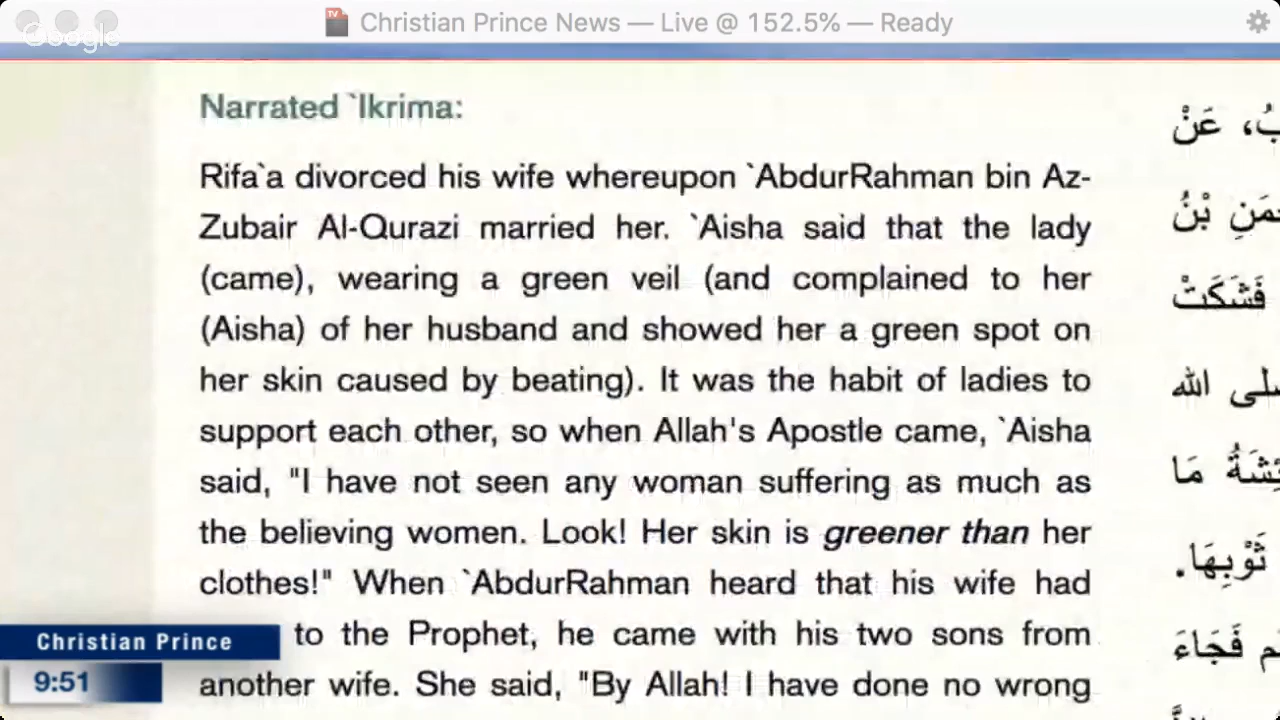 Christian Prince News — Live @ 152.5% — Ready
Google
Narrated `Ikrima:
Rifa`a divorced his wife whereupon `AbdurRahman bin Az-
Zubair Al-Qurazi married her. `Aisha said that the lady
(came), wearing a green veil (and complained to her
(Aisha) of her husband and showed her a green spot on
her skin caused by beating). It was the habit of ladies to
support each other, so when Allah's Apostle came, `Aisha
said, "I have not seen any woman suffering as much as
the believing women. Look! Her skin is greener than her
clothes!" When `AbdurRahman heard that his wife had
to the Prophet, he came with his two sons from
another wife. She said, "By Allah! I have done no wrong
عَنْ
بْنُ
فَشَكَتْ
الله
مَا
ثَوْبِهَا.
فَجَاءَ
Christian Prince
9:51